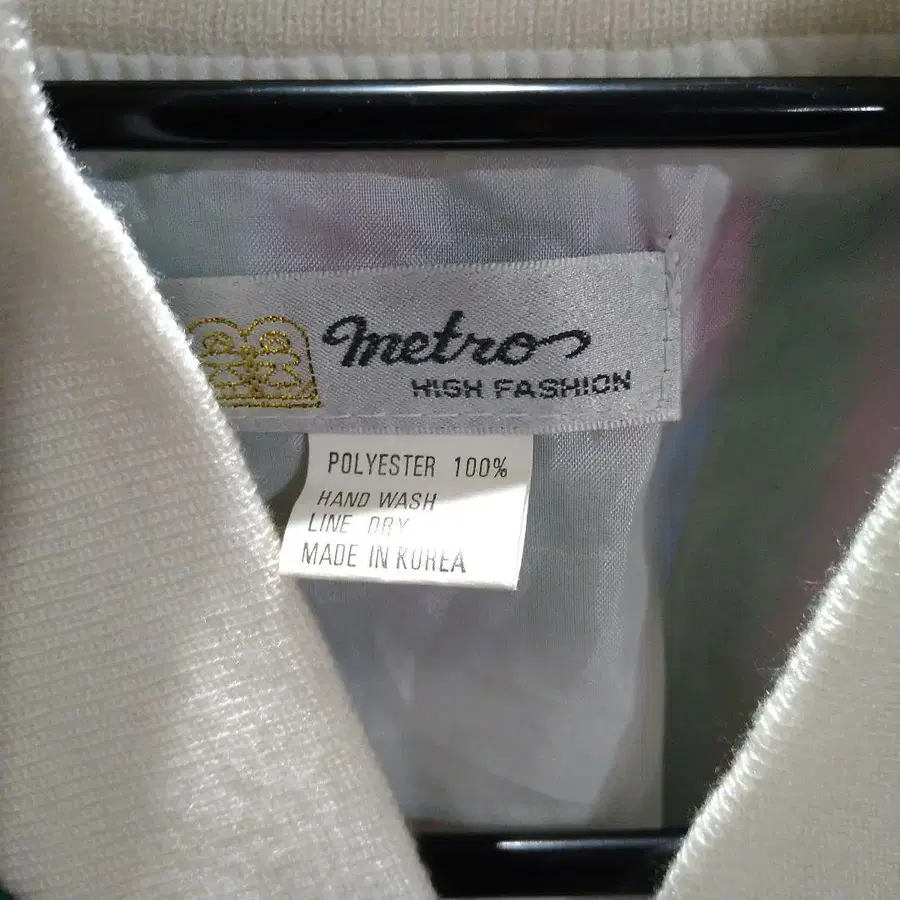 metro
HIGH FASHION
POLYESTER 100%
HAND WASH
LINE DRY
MADE IN KOREA